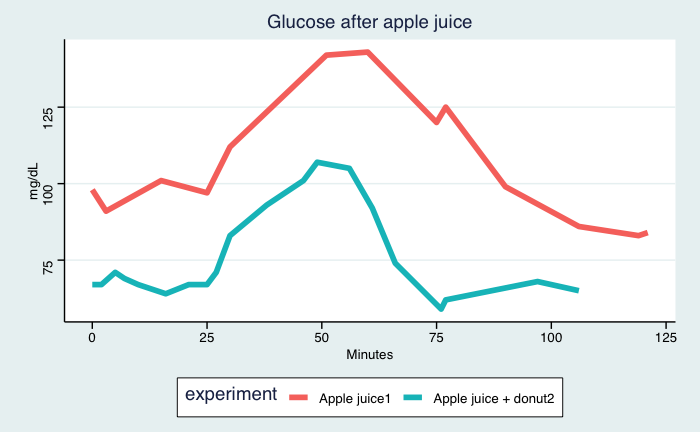 Glucose after apple juice
mg/dL
125
100
75
0 25 50 75 100 125
Minutes
experiment Apple juice1 Apple juice + donut2